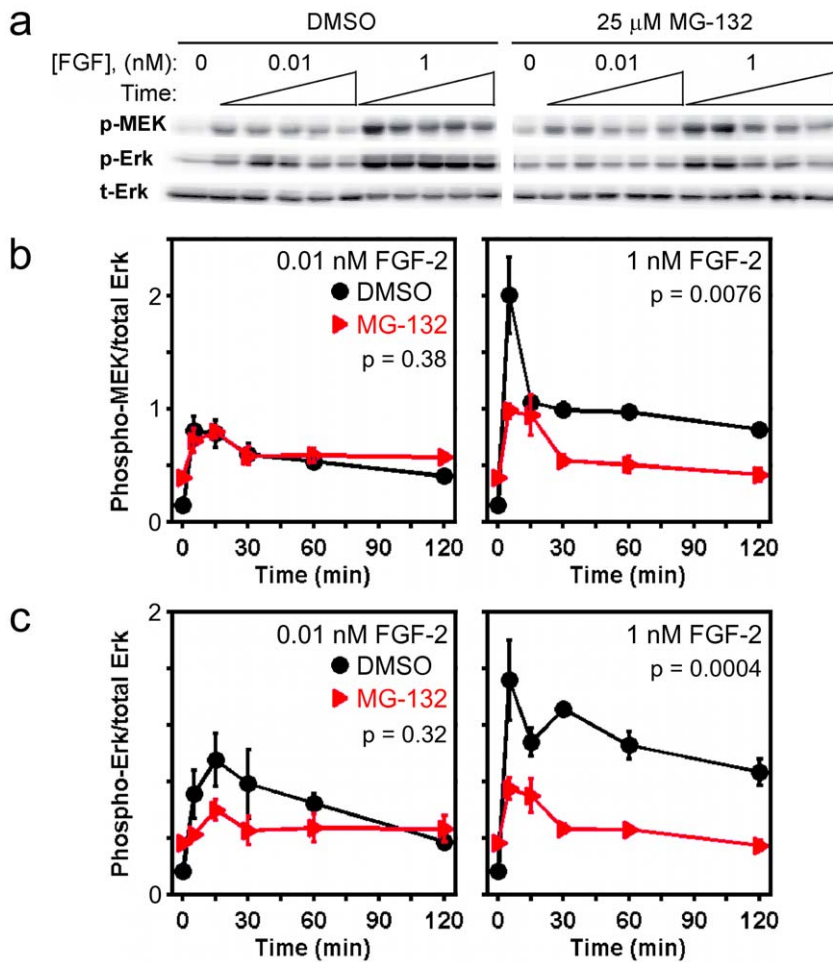 a
DMSO 25 μM MG-132
[FGF], (nM): 0 0.01 1 0 0.01 1
Time:
p-MEK
p-Erk
t-Erk
b
Phospho-MEK/total Erk
2
1
0
0.01 nM FGF-2
DMSO
MG-132
p = 0.38
0 30 60 90 120
Time (min)
1 nM FGF-2
p = 0.0076
0 30 60 90 120
Time (min)
c
Phospho-Erk/total Erk
2
0
0.01 nM FGF-2
DMSO
MG-132
p = 0.32
0 30 60 90 120
Time (min)
1 nM FGF-2
p = 0.0004
0 30 60 90 120
Time (min)